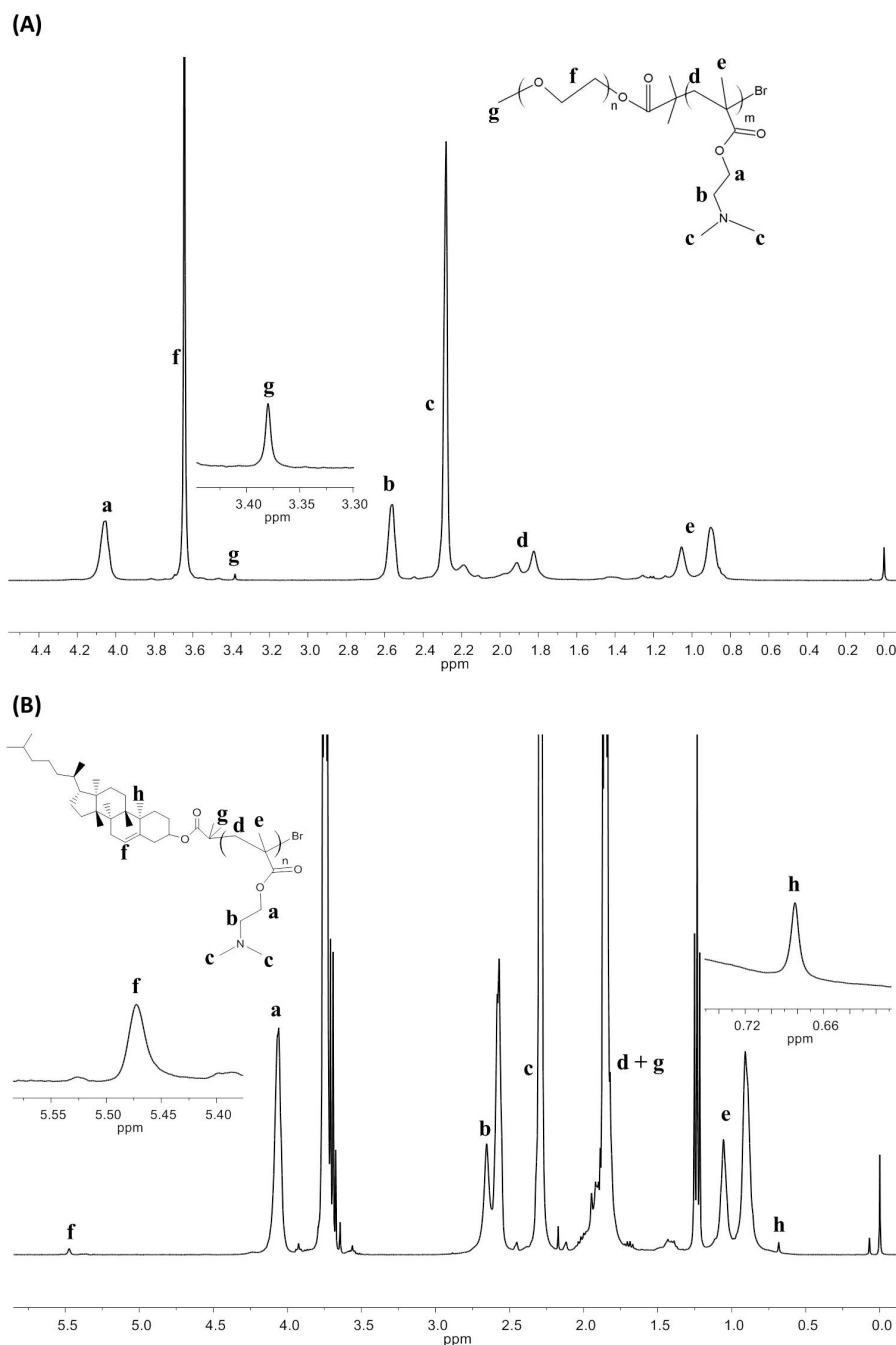 (A)
e
d
O
f
O
g
O
n
O
Br
m
O
O
a
b
N
c
c
f
g
c
g
3.40 3.35 3.30
ppm
b
a
e
d
g
4.4 4.2 4.0 3.8 3.6 3.4 3.2 3.0 2.8 2.6 2.4 2.2 2.0 1.8 1.6 1.4 1.2 1.0 0.8 0.6 0.4 0.2 0.0
ppm
(B)
h
O
g
d
e
O
Br
n
f
O
O
b
a
N
c
c
h
0.72 0.66
ppm
f
a
5.55 5.50 5.45 5.40
ppm
c
d + g
b
e
f
h
5.5 5.0 4.5 4.0 3.5 3.0 2.5 2.0 1.5 1.0 0.5 0.0
ppm